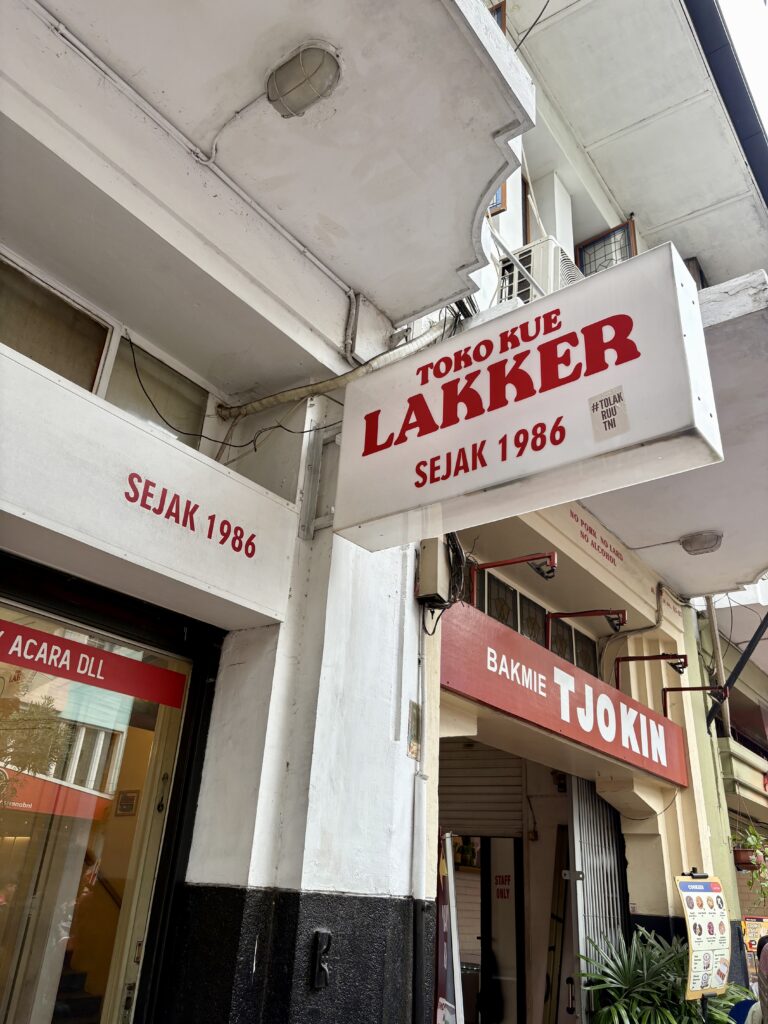 TOKO KUE
LAKKER
SEJAK 1986
#TOLAK
RUU
TNI
SEJAK 1986
NO PORK NO LARD
NO ALCOHOL
Y ACARA DLL
BAKMIE TJOKIN
STAFF
ONLY
COOKIES
R